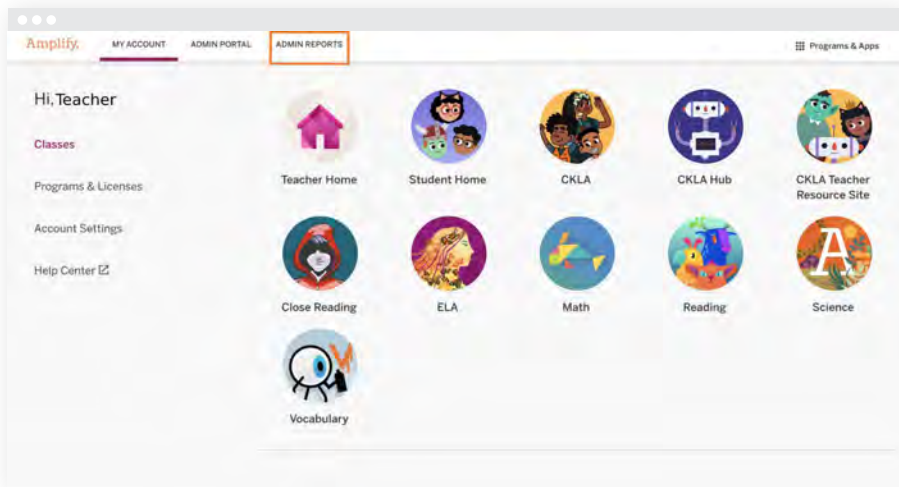 Amplify. MY ACCOUNT ADMIN PORTAL ADMIN REPORTS Programs & Apps
Hi, Teacher
Classes
Programs & Licenses
Account Settings
Help Center
Teacher Home Student Home CKLA CKLA Hub CKLA Teacher
Resource Site
Close Reading ELA Math Reading Science
A
Vocabulary